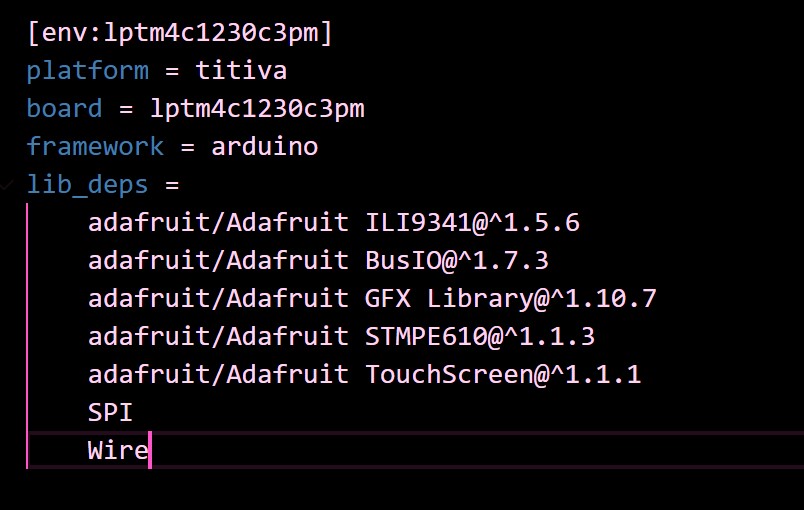 [env:lptm4c1230c3pm]
platform = titiva
board = lptm4c1230c3pm
framework = arduino
lib_deps =
    adafruit/Adafruit ILI9341@^1.5.6
    adafruit/Adafruit BusIO@^1.7.3
    adafruit/Adafruit GFX Library@^1.10.7
    adafruit/Adafruit STMPE610@^1.1.3
    adafruit/Adafruit TouchScreen@^1.1.1
    SPI
    Wire